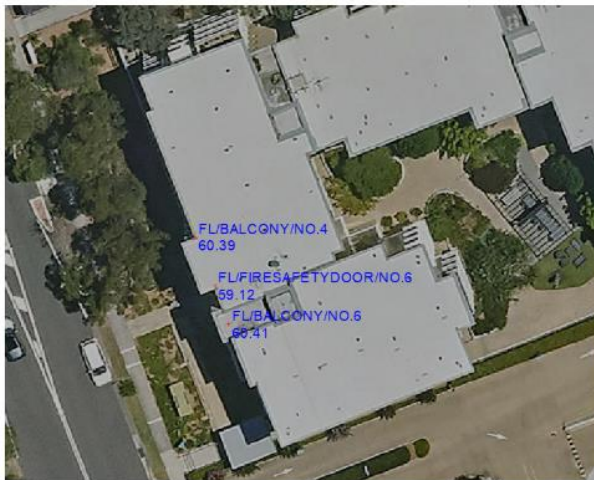 FL/BALCONY/NO.4
60.39
FL/FIRESAFETYDOOR/NO.6
59.12
FL/BALCONY/NO.6
60.41